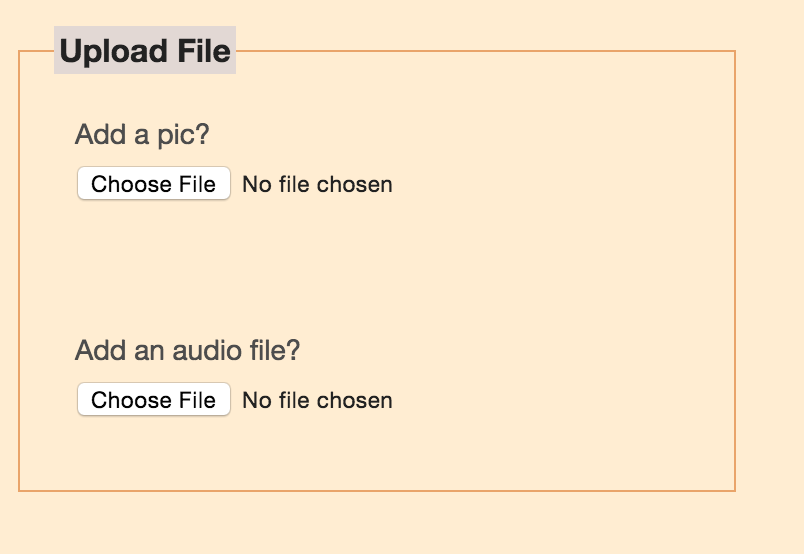 Upload File
Add a pic?
Choose File No file chosen
Add an audio file?
Choose File No file chosen